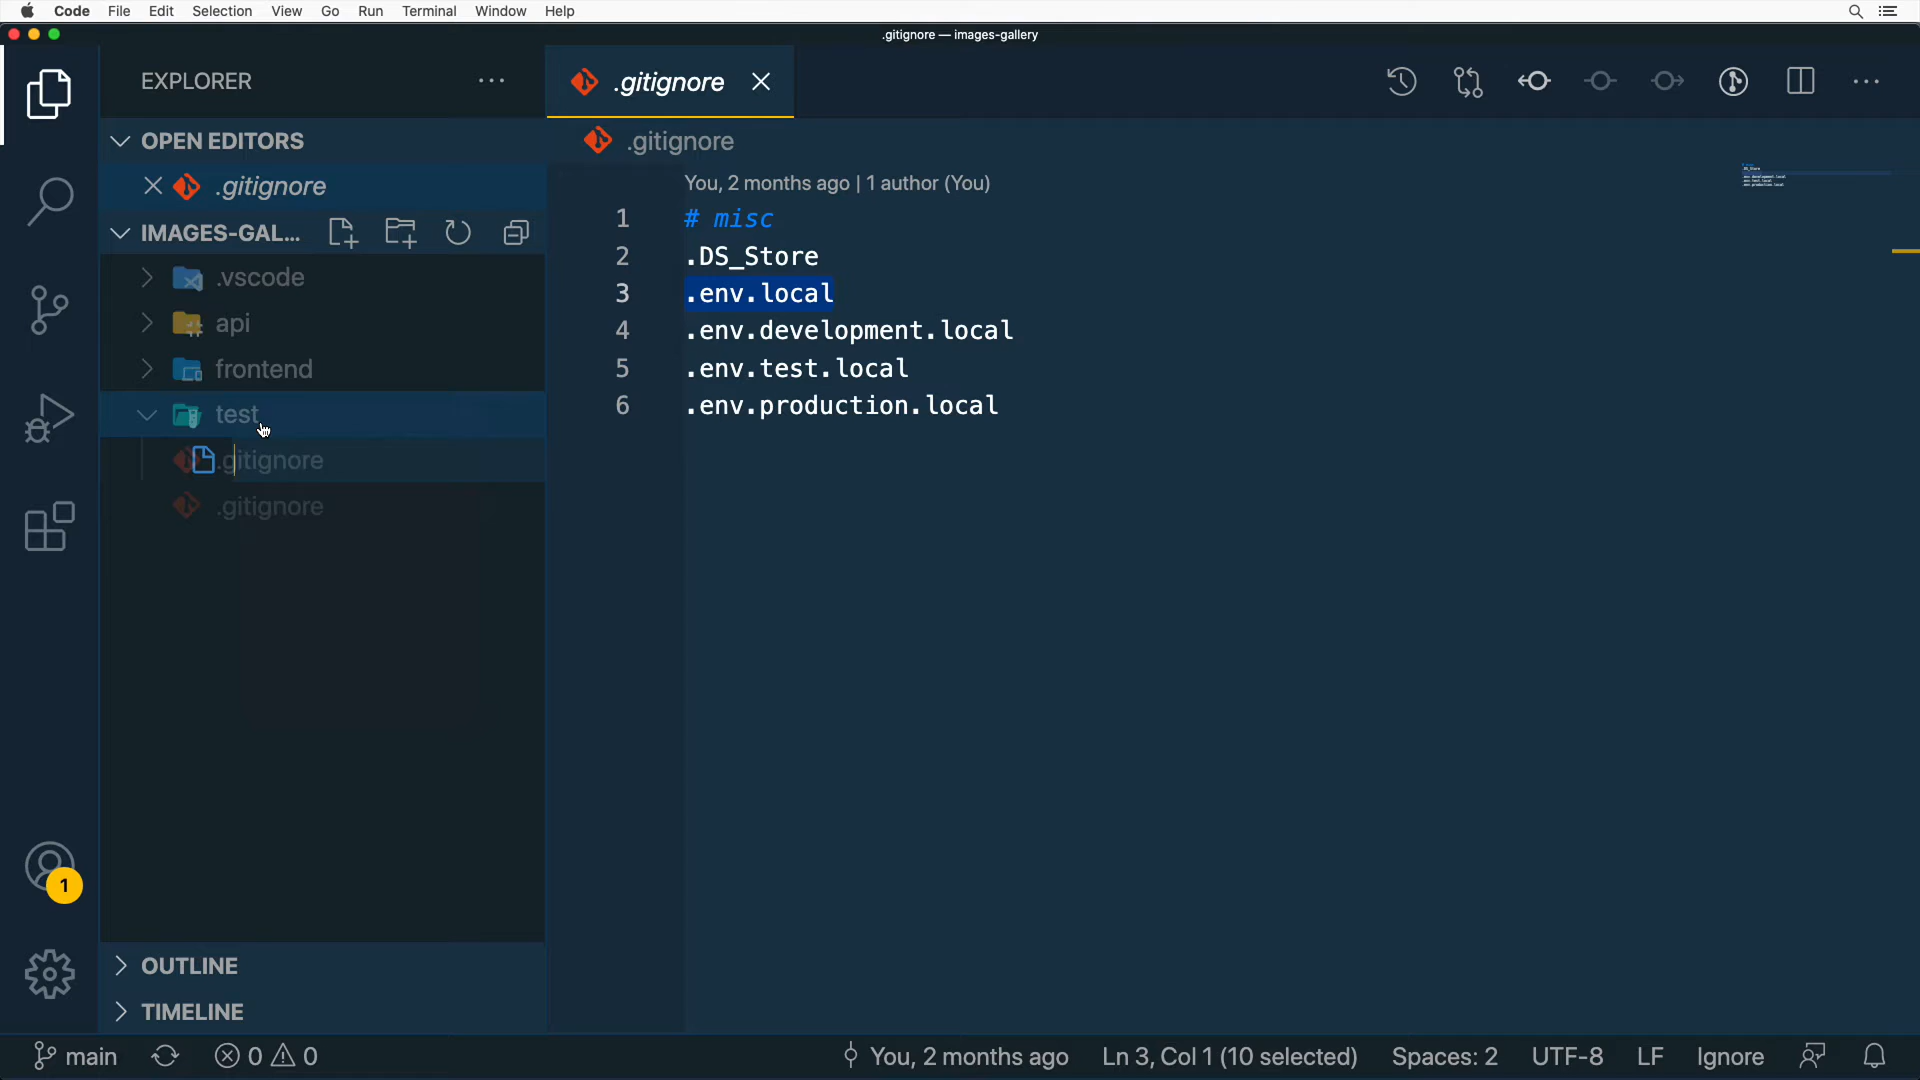 Code File Edit Selection View Go Run Terminal Window Help
.gitignore — images-gallery
EXPLORER
.gitignore
OPEN EDITORS
.gitignore
IMAGES-GAL...
.vscode
api
frontend
test
.gitignore
.gitignore
OUTLINE
TIMELINE
.gitignore
You, 2 months ago | 1 author (You)
1 # misc
2 .DS_Store
3 .env.local
4 .env.development.local
5 .env.test.local
6 .env.production.local
1
main 0 0 You, 2 months ago Ln 3, Col 1 (10 selected) Spaces: 2 UTF-8 LF Ignore